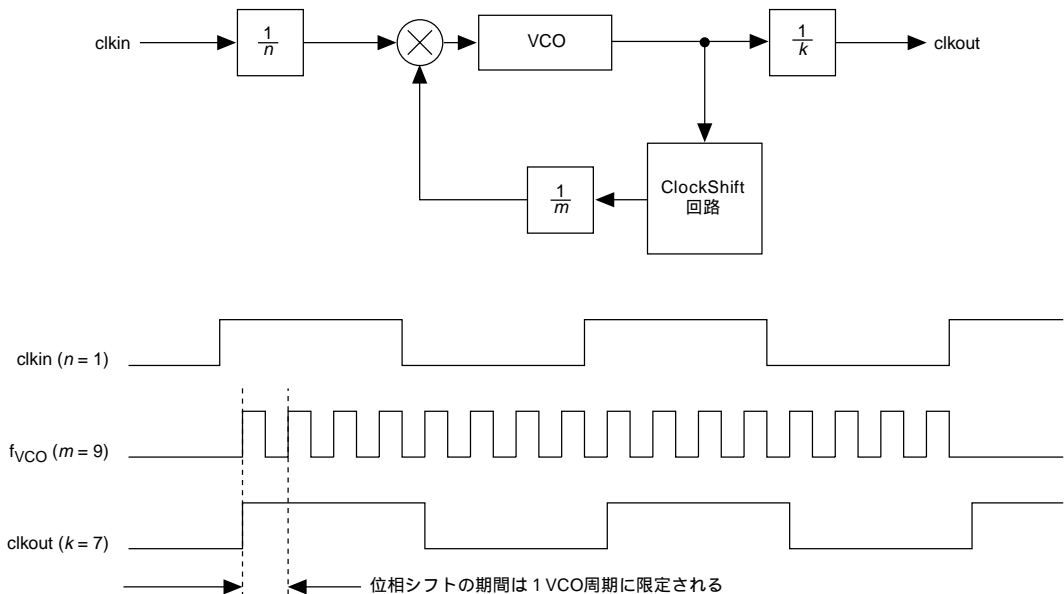 clkin
1
n
VCO
1
k
clkout
1
m
ClockShift
回路
clkin (n = 1)
fVCO (m = 9)
clkout (k = 7)
位相シフトの期間は1 VCO周期に限定される